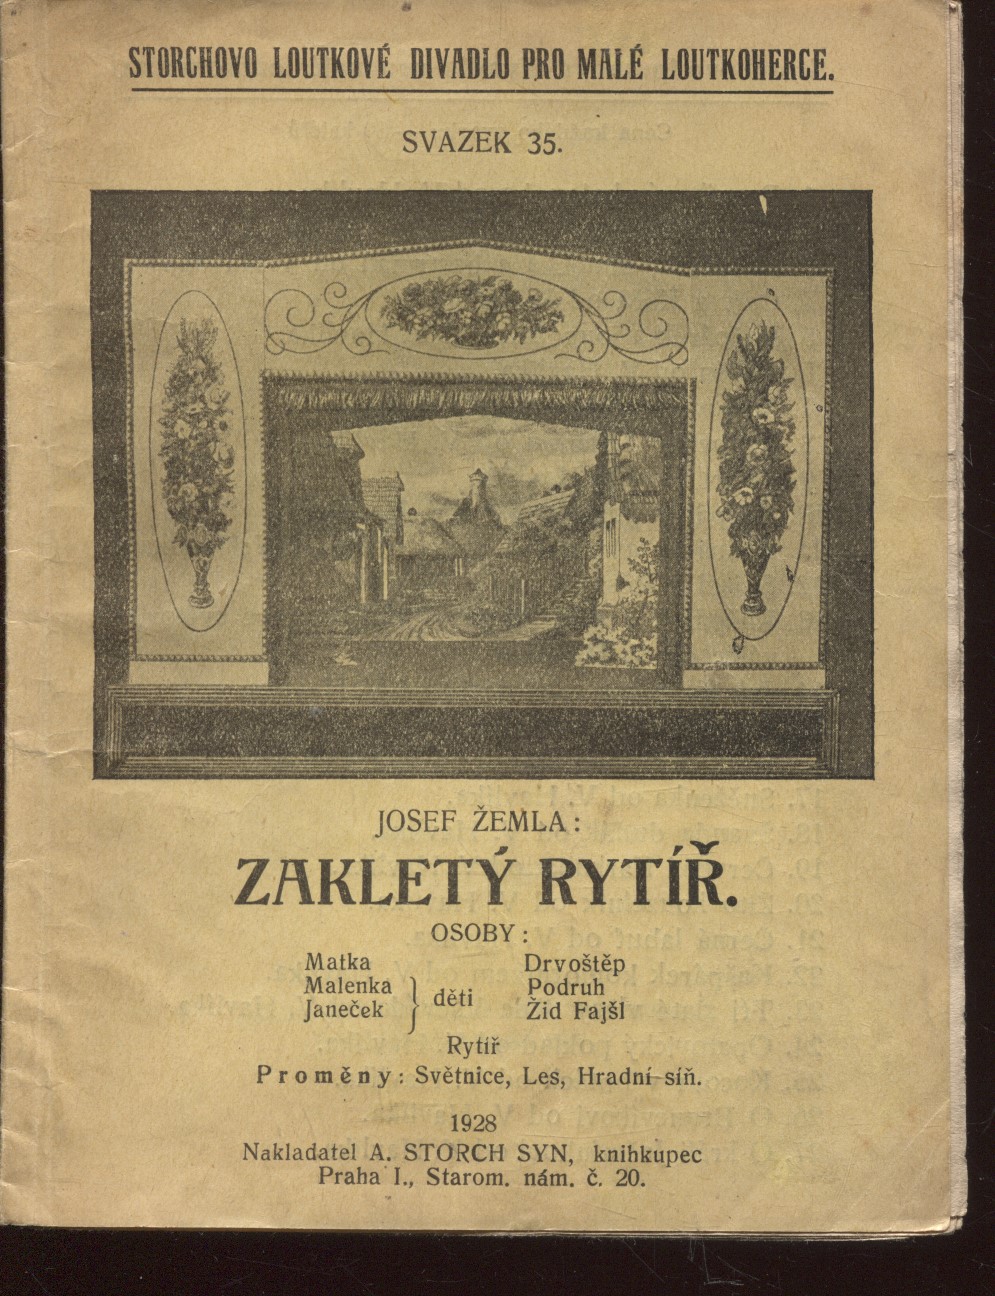 STORCHOVO LOUTKOVÉ DIVADLO PRO MALÉ LOUTKOHERCE.
SVAZEK 35.
JOSEF ŽEMLA:
ZAKLETÝ RYTÍŘ.
OSOBY:
Matka
Malenka
Janeček
} děti
Drvoštěp
Podruh
Žid Fajšl
Rytíř
Proměny: Světnice, Les, Hradní síň.
1928
Nakladatel A. STORCH SYN, knihkupec
Praha I., Starom. nám. č. 20.